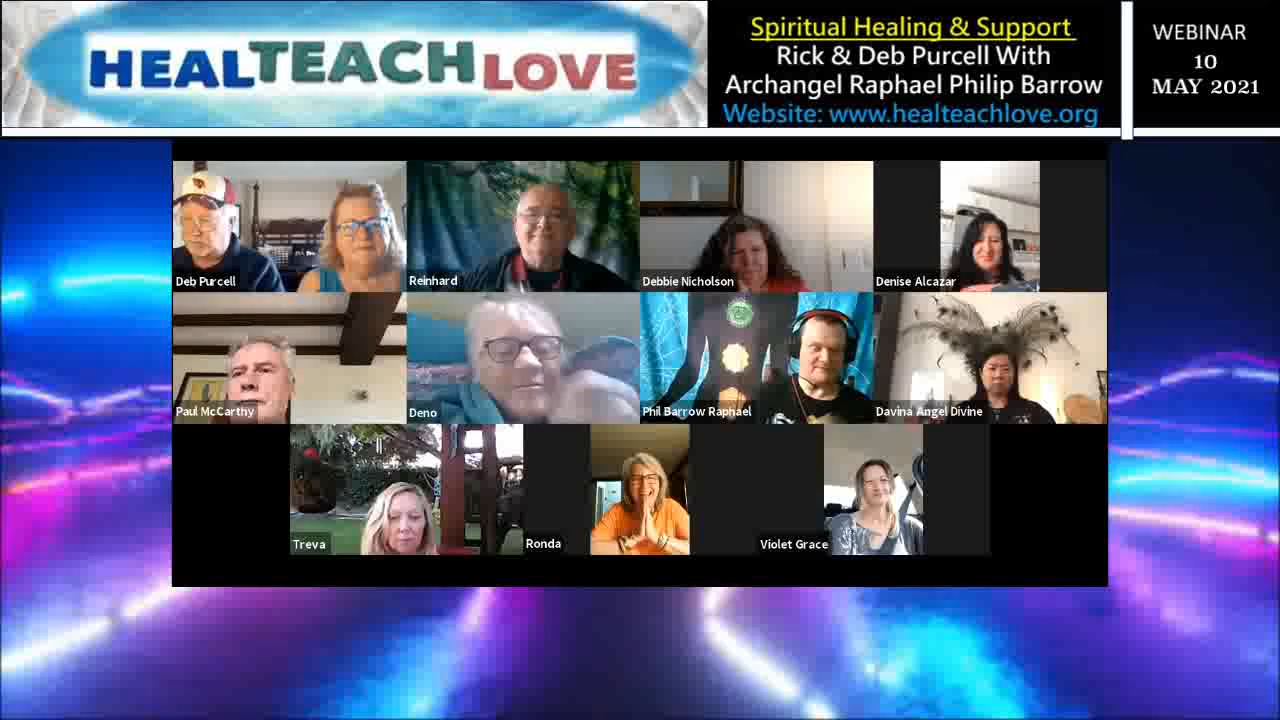 HEALTEACHLOVE
Spiritual Healing & Support
Rick & Deb Purcell With
Archangel Raphael Philip Barrow
Website: www.healteachlove.org
WEBINAR
10
MAY 2021
Deb Purcell
Reinhard
Debbie Nicholson
Denise Alcazar
Paul McCarthy
Deno
Phil Barrow Raphael
Davina Angel Divine
Treva
Ronda
Violet Grace